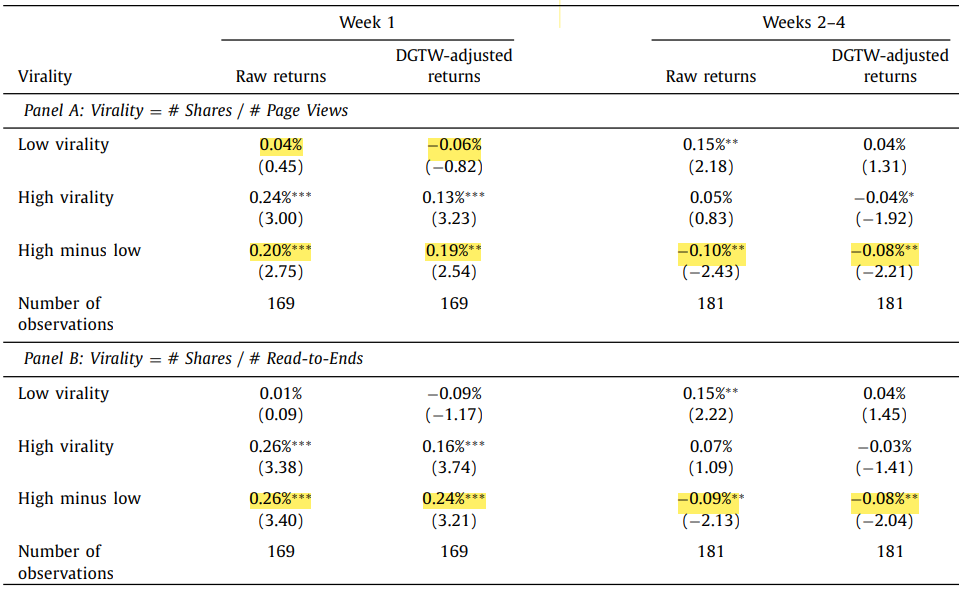 Week 1 Weeks 2–4
DGTW-adjusted DGTW-adjusted
Virality Raw returns returns Raw returns returns
Panel A: Virality = # Shares / # Page Views
Low virality 0.04% −0.06% 0.15%** 0.04%
(0.45) (−0.82) (2.18) (1.31)
High virality 0.24%*** 0.13%*** 0.05% −0.04%*
(3.00) (3.23) (0.83) (−1.92)
High minus low 0.20%*** 0.19%** −0.10%** −0.08%**
(2.75) (2.54) (−2.43) (−2.21)
Number of 169 169 181 181
observations
Panel B: Virality = # Shares / # Read-to-Ends
Low virality 0.01% −0.09% 0.15%** 0.04%
(0.09) (−1.17) (2.22) (1.45)
High virality 0.26%*** 0.16%*** 0.07% −0.03%
(3.38) (3.74) (1.09) (−1.41)
High minus low 0.26%*** 0.24%*** −0.09%** −0.08%**
(3.40) (3.21) (−2.13) (−2.04)
Number of 169 169 181 181
observations